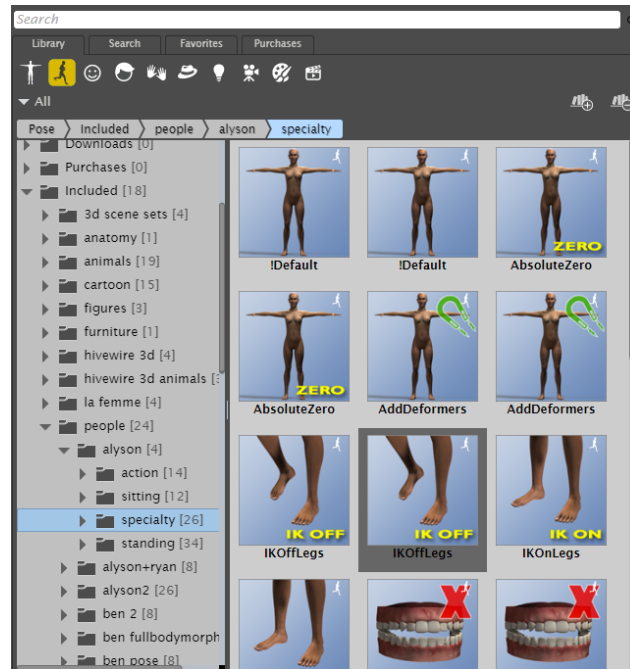 Search
Library
Search
Favorites
Purchases
All
Pose
Included
people
alyson
specialty
Downloads [0]
Purchases [0]
Included [18]
3d scene sets [4]
anatomy [1]
animals [19]
cartoon [15]
figures [3]
furniture [1]
hivewire 3d [4]
hivewire 3d animals
la femme [4]
people [24]
alyson [4]
action [14]
sitting [12]
specialty [26]
standing [34]
alyson+ryan [8]
alyson2 [26]
ben 2 [8]
ben fullbodymorph
ben pose [8]
!Default
!Default
ZERO
AbsoluteZero
ZERO
AbsoluteZero
AddDeformers
AddDeformers
IK OFF
IKOffLegs
IK OFF
IKOffLegs
IK ON
IKOnLegs